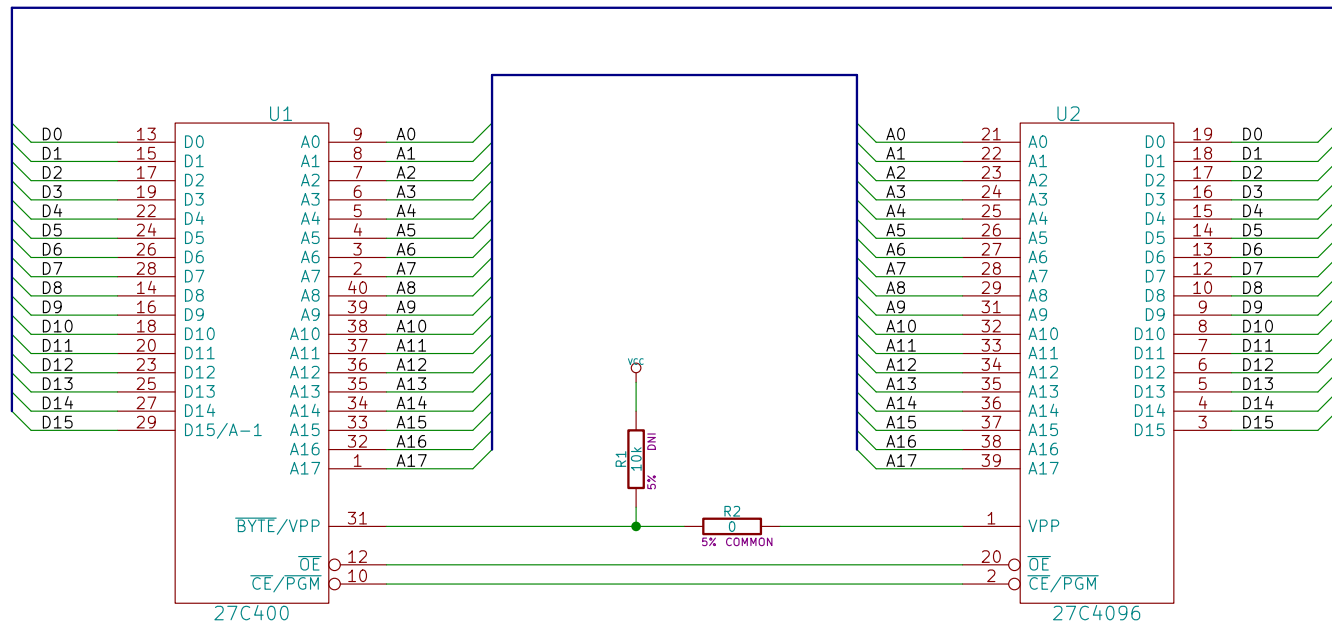 U1 U2
D0 13 D0 A0 9 A0 A0 21 A0 D0 19 D0
D1 15 D1 A1 8 A1 A1 22 A1 D1 18 D1
D2 17 D2 A2 7 A2 A2 23 A2 D2 17 D2
D3 19 D3 A3 6 A3 A3 24 A3 D3 16 D3
D4 22 D4 A4 5 A4 A4 25 A4 D4 15 D4
D5 24 D5 A5 4 A5 A5 26 A5 D5 14 D5
D6 26 D6 A6 3 A6 A6 27 A6 D6 13 D6
D7 28 D7 A7 2 A7 A7 28 A7 D7 12 D7
D8 14 D8 A8 40 A8 A8 29 A8 D8 10 D8
D9 16 D9 A9 39 A9 A9 31 A9 D9 9 D9
D10 18 D10 A10 38 A10 A10 32 A10 D10 8 D10
D11 20 D11 A11 37 A11 A11 33 A11 D11 7 D11
D12 23 D12 A12 36 A12 VCC A12 34 A12 D12 6 D12
D13 25 D13 A13 35 A13 A13 35 A13 D13 5 D13
D14 27 D14 A14 34 A14 A14 36 A14 D14 4 D14
D15 29 D15/A-1 A15 33 A15 A15 37 A15 D15 3 D15
A16 32 A16 R1 10k DNI 5% A16 38 A16
A17 1 A17 A17 39 A17
R2
BYTE/VPP 31 0 1 VPP
5% COMMON
OE 12 20 OE
CE/PGM 10 2 CE/PGM
27C400 27C4096